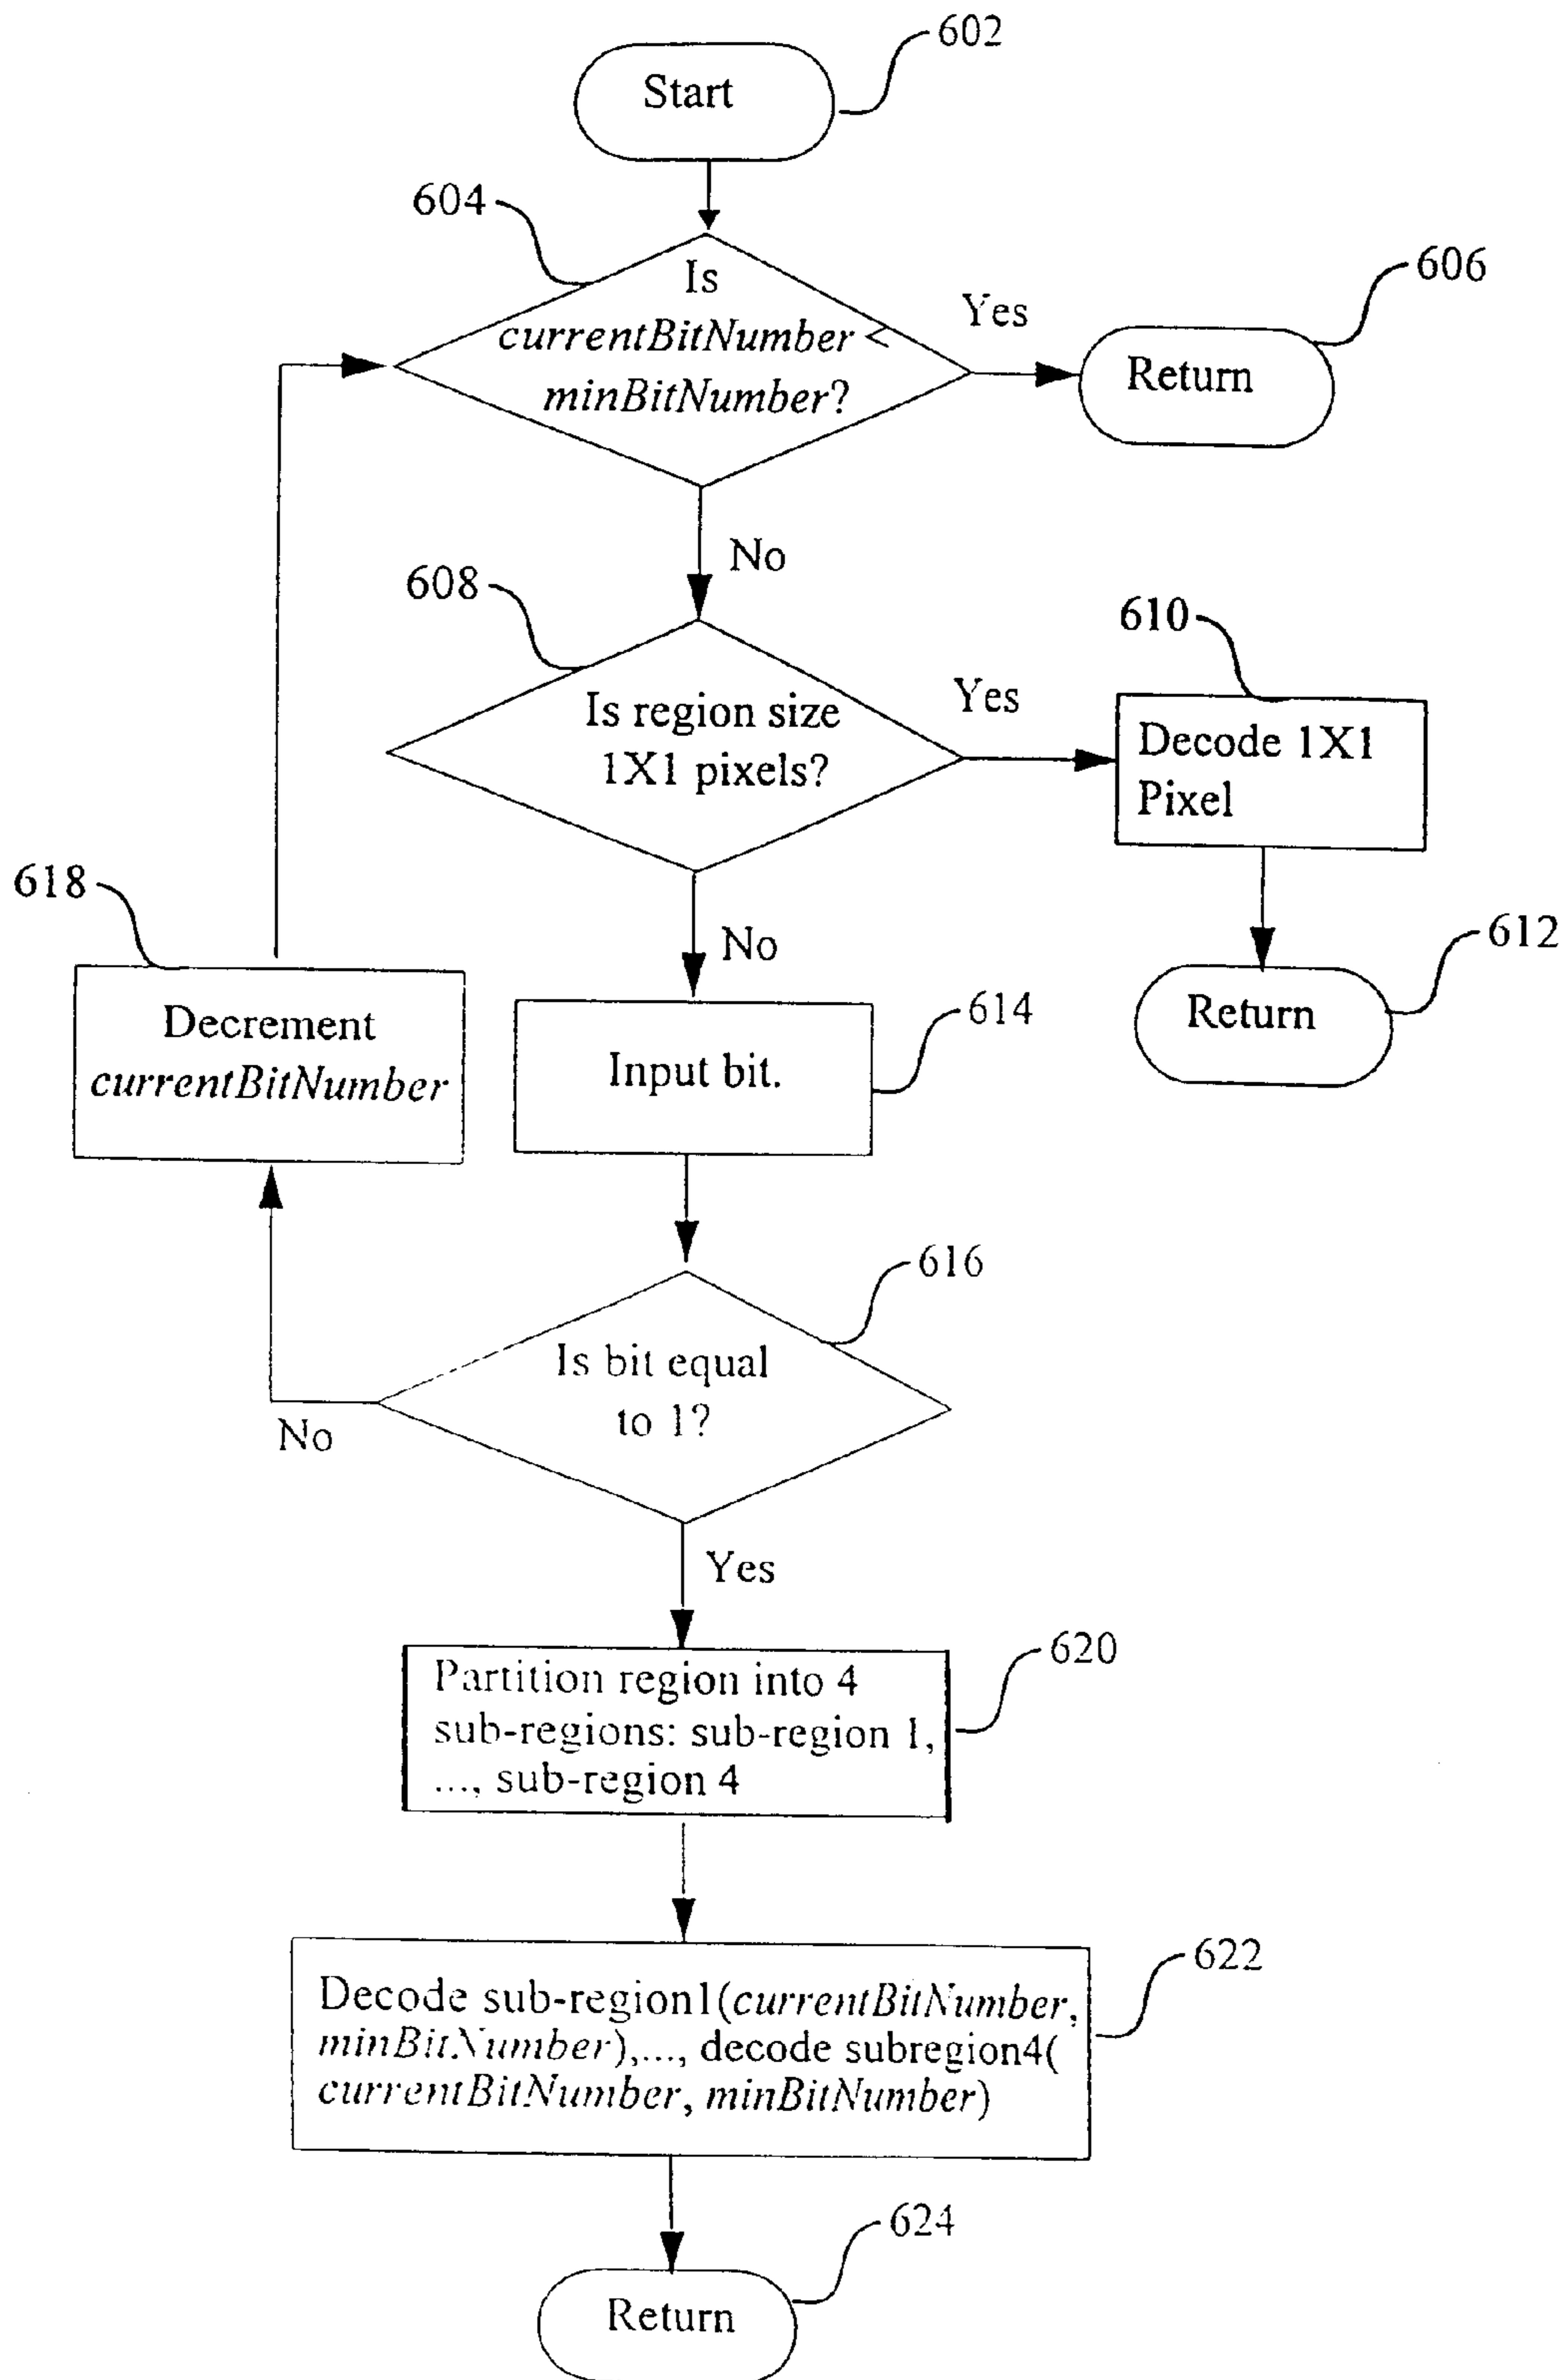 602
Start
604
Is
currentBitNumber <
minBitNumber?
Yes
606
Return
No
608
Is region size
1X1 pixels?
Yes
610
Decode 1X1
Pixel
612
Return
No
618
Decrement
currentBitNumber
614
Input bit.
616
Is bit equal
to 1?
No
Yes
620
Partition region into 4
sub-regions: sub-region 1,
..., sub-region 4
622
Decode sub-region1(currentBitNumber,
minBitNumber),..., decode subregion4(
currentBitNumber, minBitNumber)
624
Return